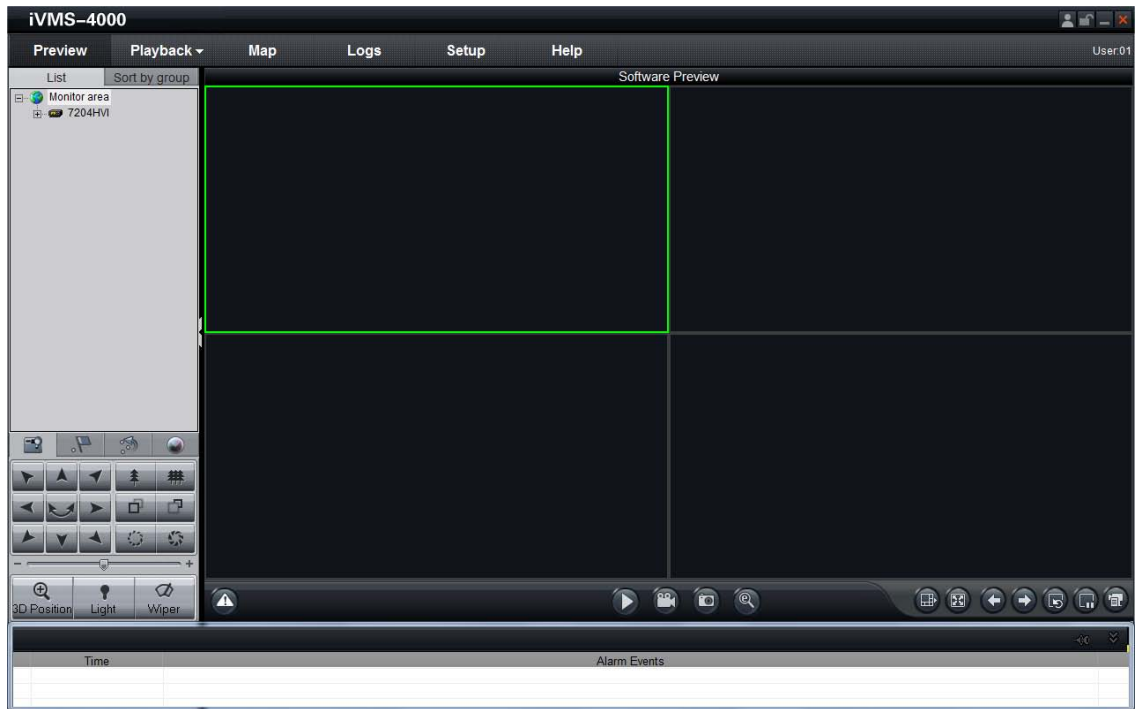 iVMS-4000
Preview Playback Map Logs Setup Help User:01
List Sort by group Software Preview
Monitor area
7204HVI
- +
3D Position Light Wiper
Time Alarm Events